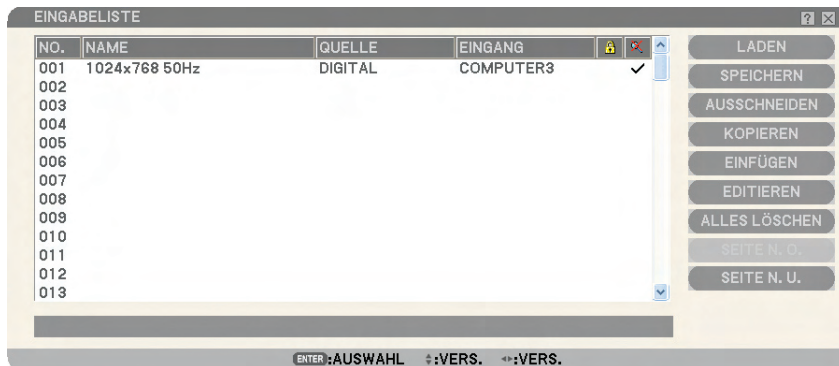 EINGABELISTE
NO. NAME QUELLE EINGANG
001 1024x768 50Hz DIGITAL COMPUTER3
002
003
004
005
006
007
008
009
010
011
012
013
LADEN
SPEICHERN
AUSSCHNEIDEN
KOPIEREN
EINFÜGEN
EDITIEREN
ALLES LÖSCHEN
SEITE N. O.
SEITE N. U.
ENTER:AUSWAHL :VERS. :VERS.